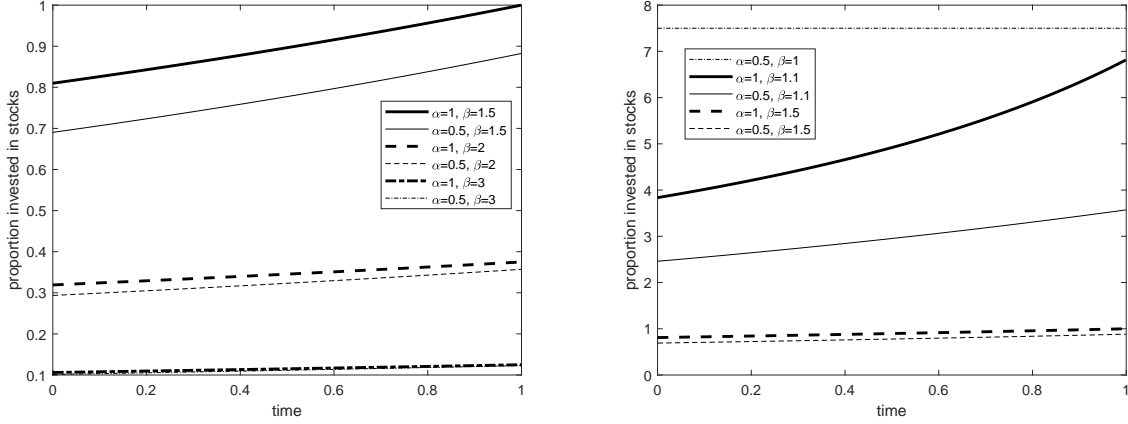 1
0.9
0.8
0.7
0.6
0.5
0.4
0.3
0.2
0.1
0 0.2 0.4 0.6 0.8 1
time
proportion invested in stocks
α=1, β=1.5
α=0.5, β=1.5
α=1, β=2
α=0.5, β=2
α=1, β=3
α=0.5, β=3
8
7
6
5
4
3
2
1
0
0 0.2 0.4 0.6 0.8 1
time
proportion invested in stocks
α=0.5, β=1
α=1, β=1.1
α=0.5, β=1.1
α=1, β=1.5
α=0.5, β=1.5